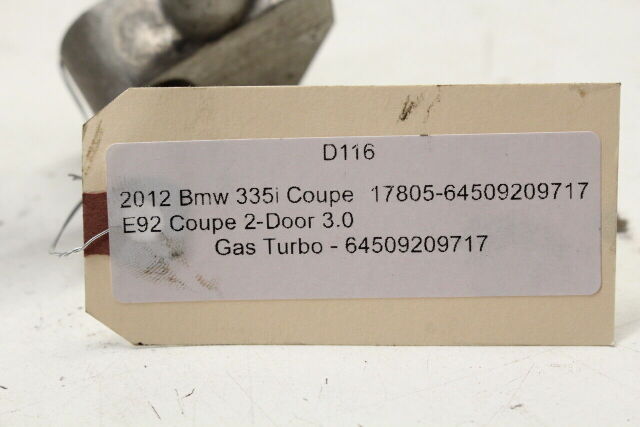 D116
2012 Bmw 335i Coupe 17805-64509209717
E92 Coupe 2-Door 3.0
Gas Turbo - 64509209717